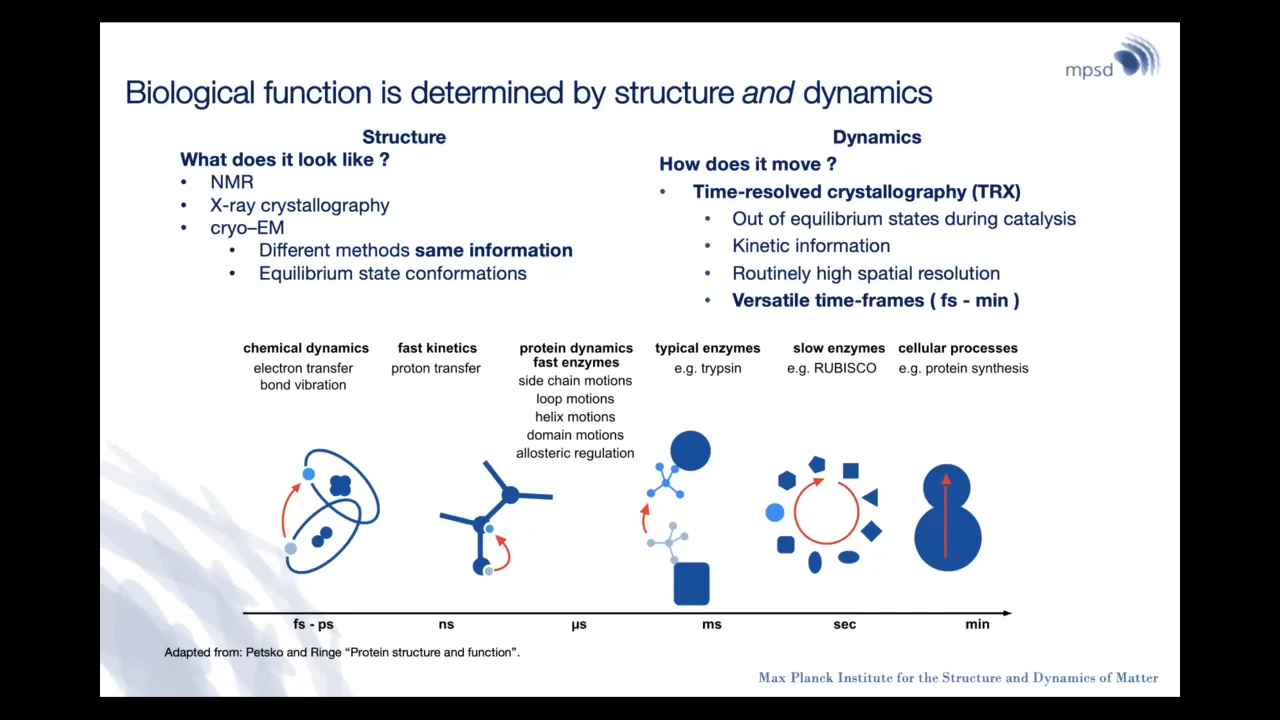 mpsd
Biological function is determined by structure and dynamics
Structure
What does it look like ?
• NMR
• X-ray crystallography
• cryo–EM
• Different methods same information
• Equilibrium state conformations
Dynamics
How does it move ?
• Time-resolved crystallography (TRX)
• Out of equilibrium states during catalysis
• Kinetic information
• Routinely high spatial resolution
• Versatile time-frames ( fs - min )
chemical dynamics
electron transfer
bond vibration
fast kinetics
proton transfer
protein dynamics
fast enzymes
side chain motions
loop motions
helix motions
domain motions
allosteric regulation
typical enzymes
e.g. trypsin
slow enzymes
e.g. RUBISCO
cellular processes
e.g. protein synthesis
fs - ps
ns
µs
ms
sec
min
Adapted from: Petsko and Ringe “Protein structure and function”.
Max Planck Institute for the Structure and Dynamics of Matter